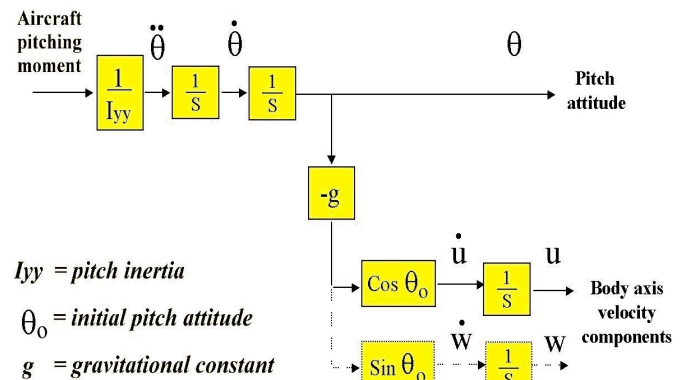 Aircraft
pitching
moment
θ̈
θ̇
θ
1
Iyy
1
S
1
S
Pitch
attitude
-g
Iyy = pitch inertia
θo = initial pitch attitude
g = gravitational constant
Cos θo
u̇
1
S
u
Body axis
velocity
components
Sin θo
ẇ
1
S
w